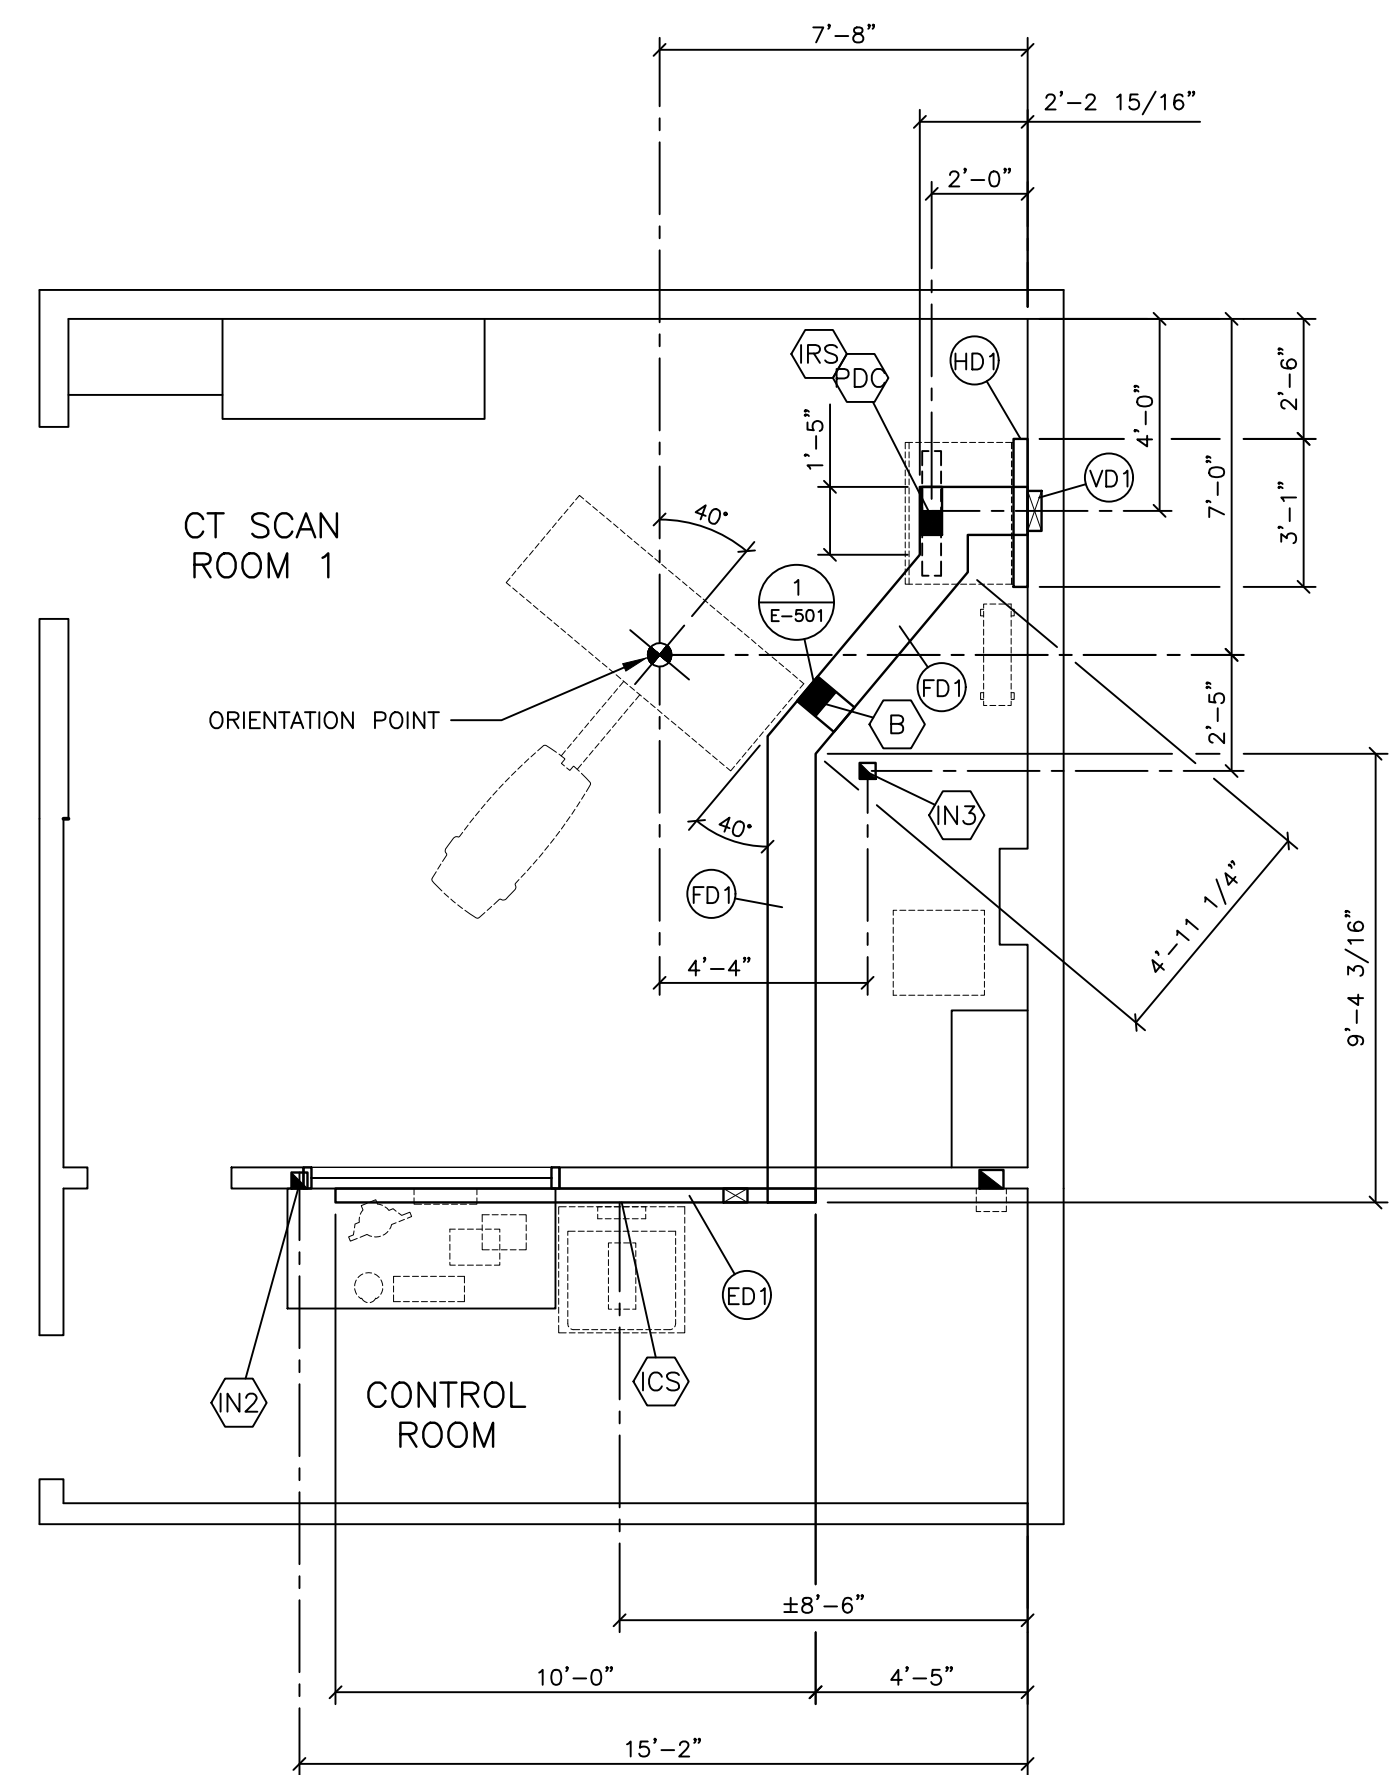 7'-8"
2'-2 15/16"
2'-0"
IRS
PDC
HD1
2'-6"
4'-0"
1'-5"
7'-0"
VD1
3'-1"
CT SCAN
ROOM 1
40°
1
E-501
FD1
ORIENTATION POINT
B
2'-5"
IN3
40°
FD1
4'-11 1/4"
9'-4 3/16"
4'-4"
ED1
ICS
IN2
CONTROL
ROOM
±8'-6"
10'-0"
4'-5"
15'-2"